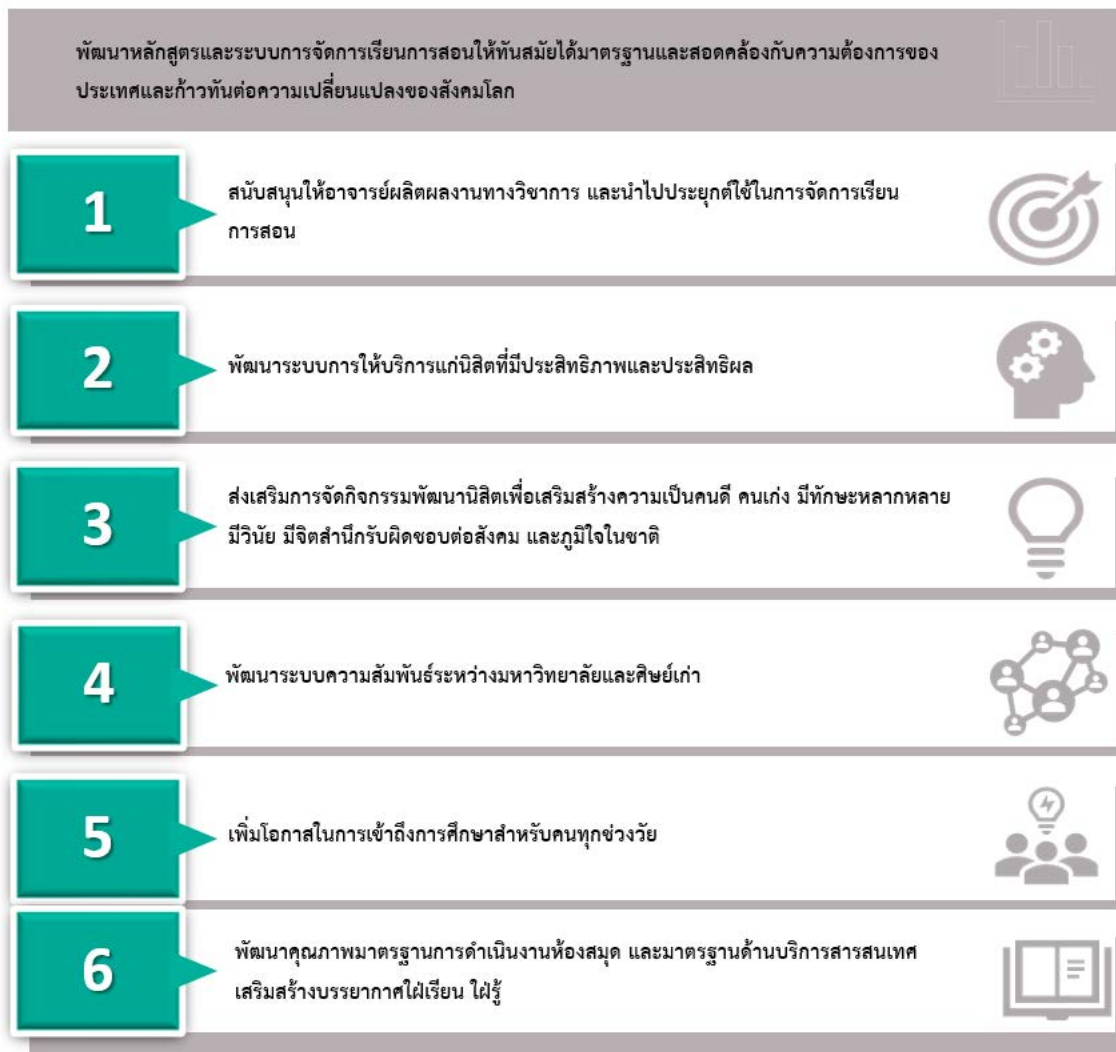 พัฒนาหลักสูตรและระบบการจัดการเรียนการสอนให้ทันสมัยได้มาตรฐานและสอดคล้องกับความต้องการของ
ประเทศและก้าวทันต่อความเปลี่ยนแปลงของสังคมโลก
1
สนับสนุนให้อาจารย์ผลิตผลงานทางวิชาการ และนำไปประยุกต์ใช้ในการจัดการเรียน
การสอน
2
พัฒนาระบบการให้บริการแก่นิสิตที่มีประสิทธิภาพและประสิทธิผล
3
ส่งเสริมการจัดกิจกรรมพัฒนานิสิตเพื่อเสริมสร้างความเป็นคนดี คนเก่ง มีทักษะหลากหลาย
มีวินัย มีจิตสำนึกรับผิดชอบต่อสังคม และภูมิใจในชาติ
4
พัฒนาระบบความสัมพันธ์ระหว่างมหาวิทยาลัยและศิษย์เก่า
5
เพิ่มโอกาสในการเข้าถึงการศึกษาสำหรับคนทุกช่วงวัย
6
พัฒนาคุณภาพมาตรฐานการดำเนินงานห้องสมุด และมาตรฐานด้านบริการสารสนเทศ
เสริมสร้างบรรยากาศใฝ่เรียน ใฝ่รู้